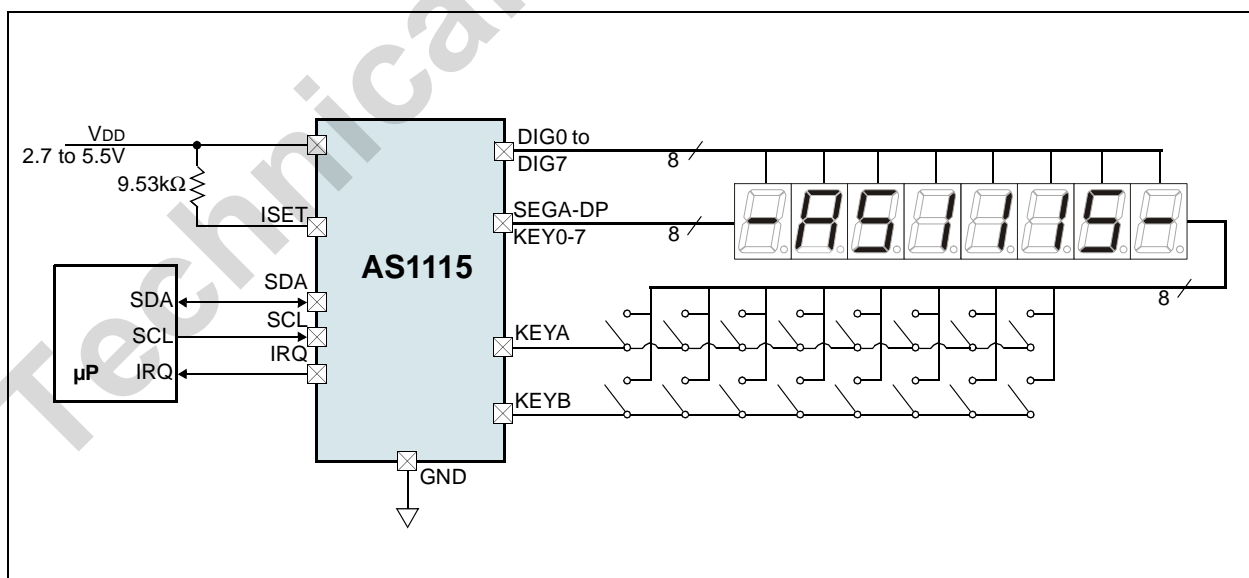 Technical
VDD
2.7 to 5.5V
9.53kΩ
ISET
SDA
SCL
IRQ
SDA
SCL
IRQ
µP
AS1115
GND
DIG0 to
DIG7
8
SEGA-DP
KEY0-7
8
-AS1115-
8
KEYA
KEYB